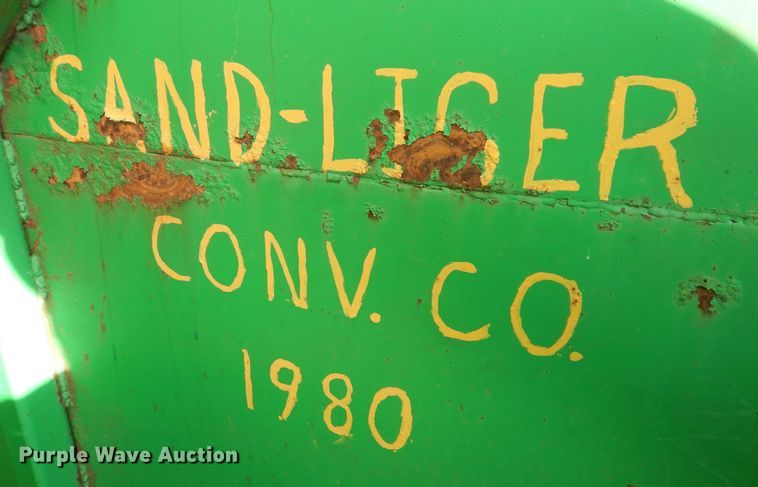 SAND-LIGER
CONV. CO.
1980
Purple Wave Auction